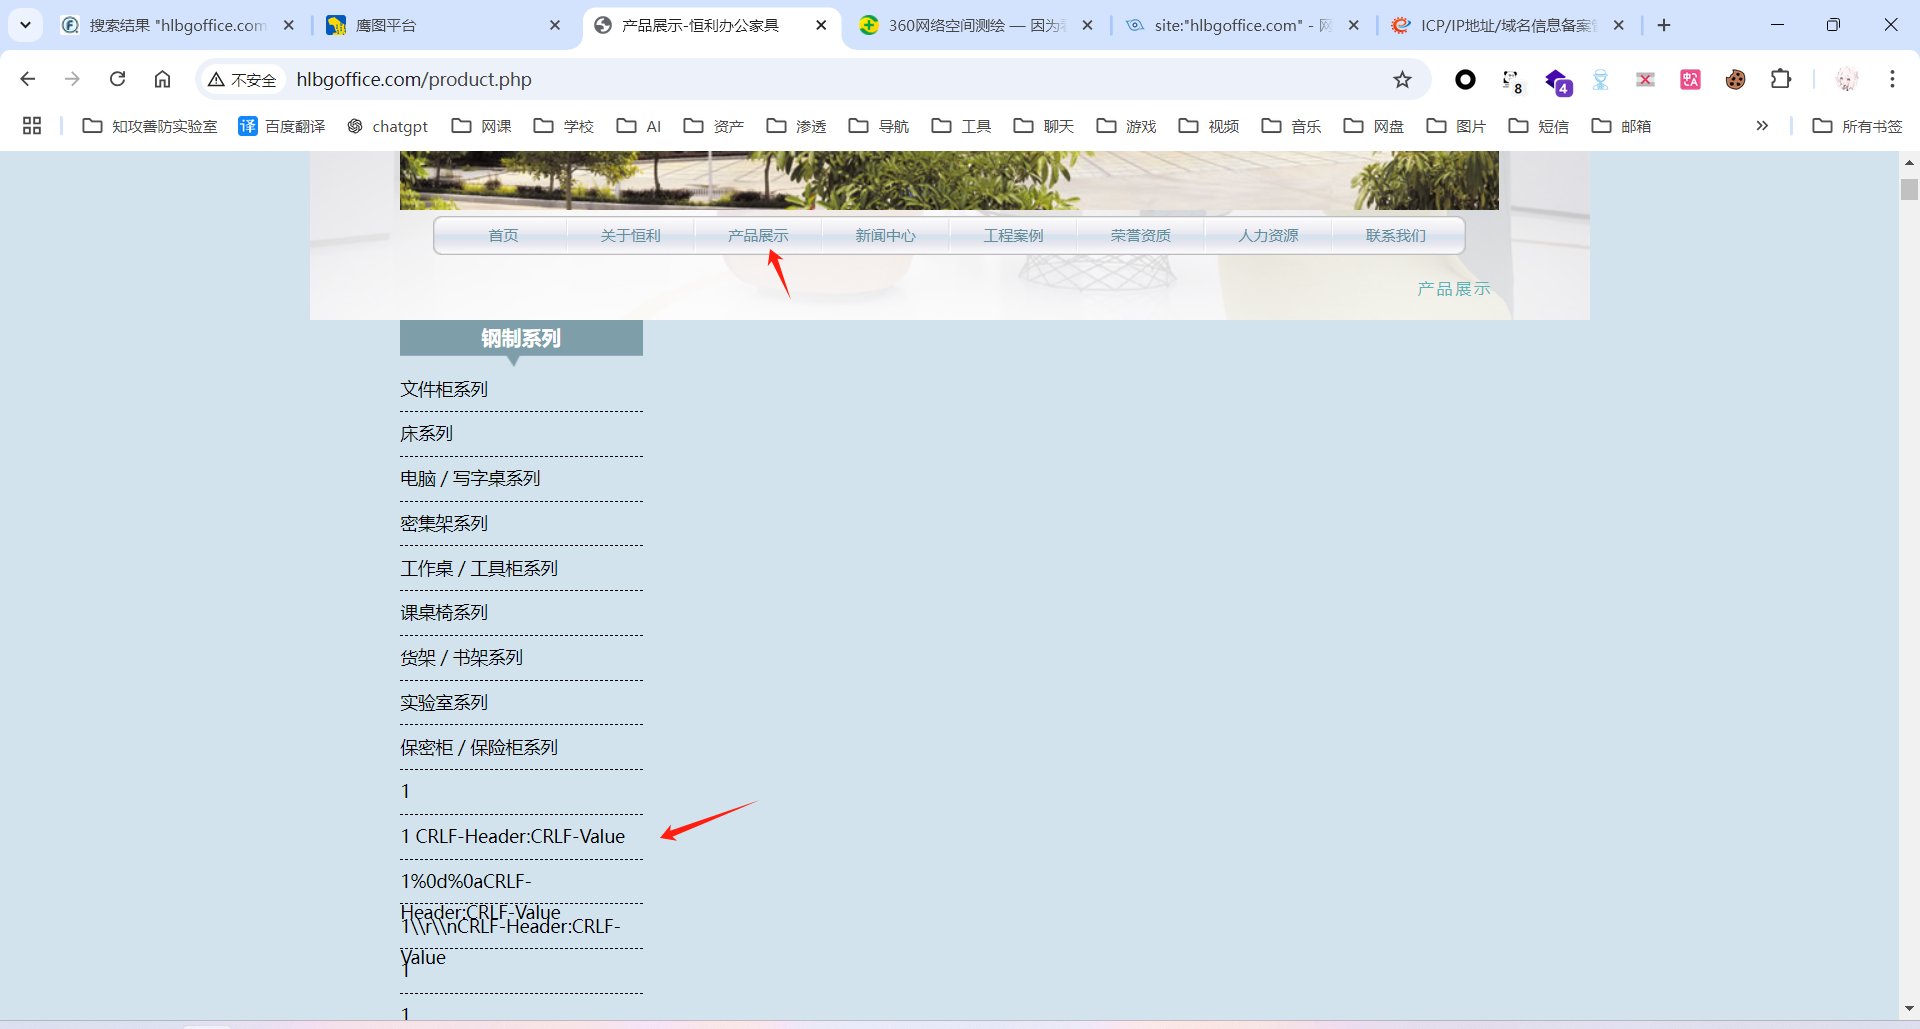 搜索结果 "hlbgoffice.com
鹰图平台
产品展示-恒利办公家具
360网络空间测绘 — 因为
site:"hlbgoffice.com" - 网
ICP/IP地址/域名信息备案
不安全
hlbgoffice.com/product.php
8
4
知攻善防实验室
译
百度翻译
chatgpt
网课
学校
AI
资产
渗透
导航
工具
聊天
游戏
视频
音乐
网盘
图片
短信
邮箱
所有书签
首页
关于恒利
产品展示
新闻中心
工程案例
荣誉资质
人力资源
联系我们
产品展示
钢制系列
文件柜系列
床系列
电脑 / 写字桌系列
密集架系列
工作桌 / 工具柜系列
课桌椅系列
货架 / 书架系列
实验室系列
保密柜 / 保险柜系列
1
1 CRLF-Header:CRLF-Value
1%0d%0aCRLF-
Header:CRLF-Value
1\\r\\nCRLF-Header:CRLF-
Value
1
1